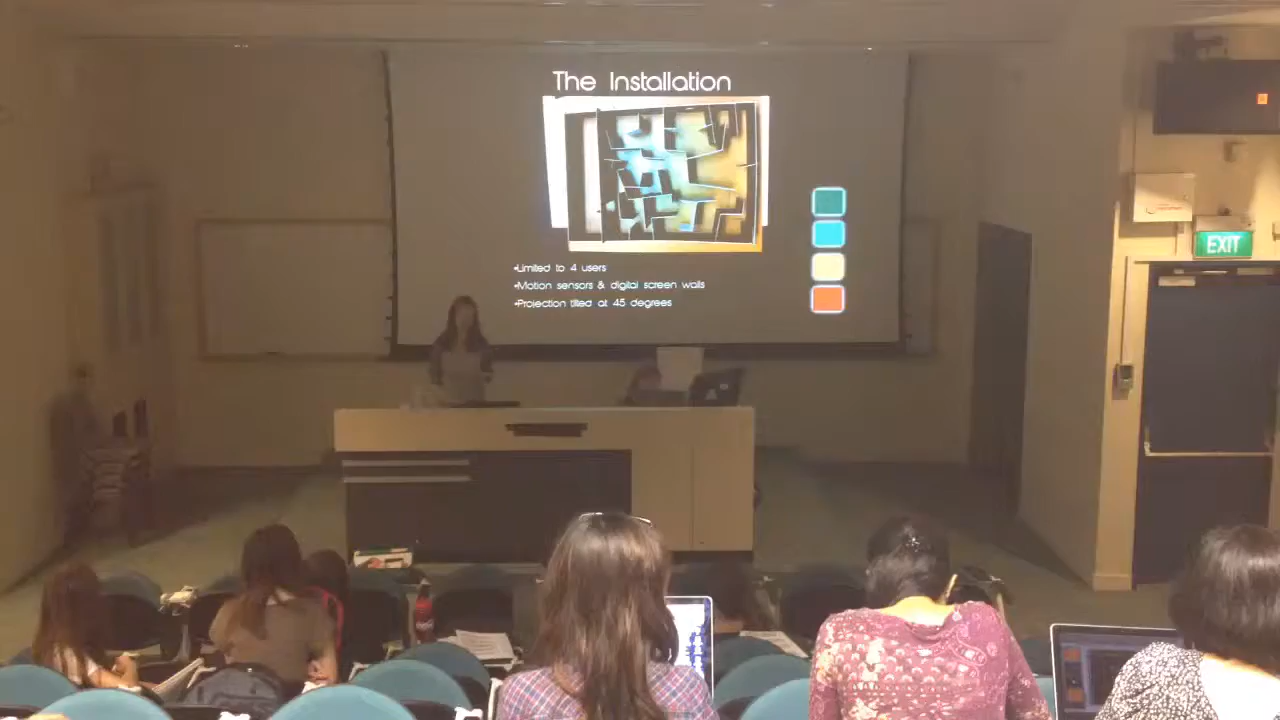 The Installation
•Limited to 4 users
•Motion sensors & digital screen walls
•Projection tilted at 45 degrees
EXIT